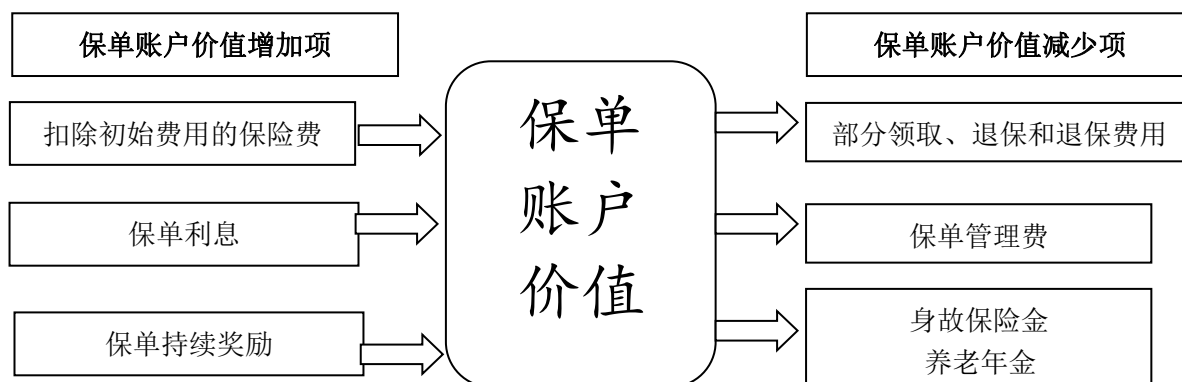 保单账户价值增加项
扣除初始费用的保险费
保单利息
保单持续奖励
保单
账户
价值
保单账户价值减少项
部分领取、退保和退保费用
保单管理费
身故保险金
养老年金